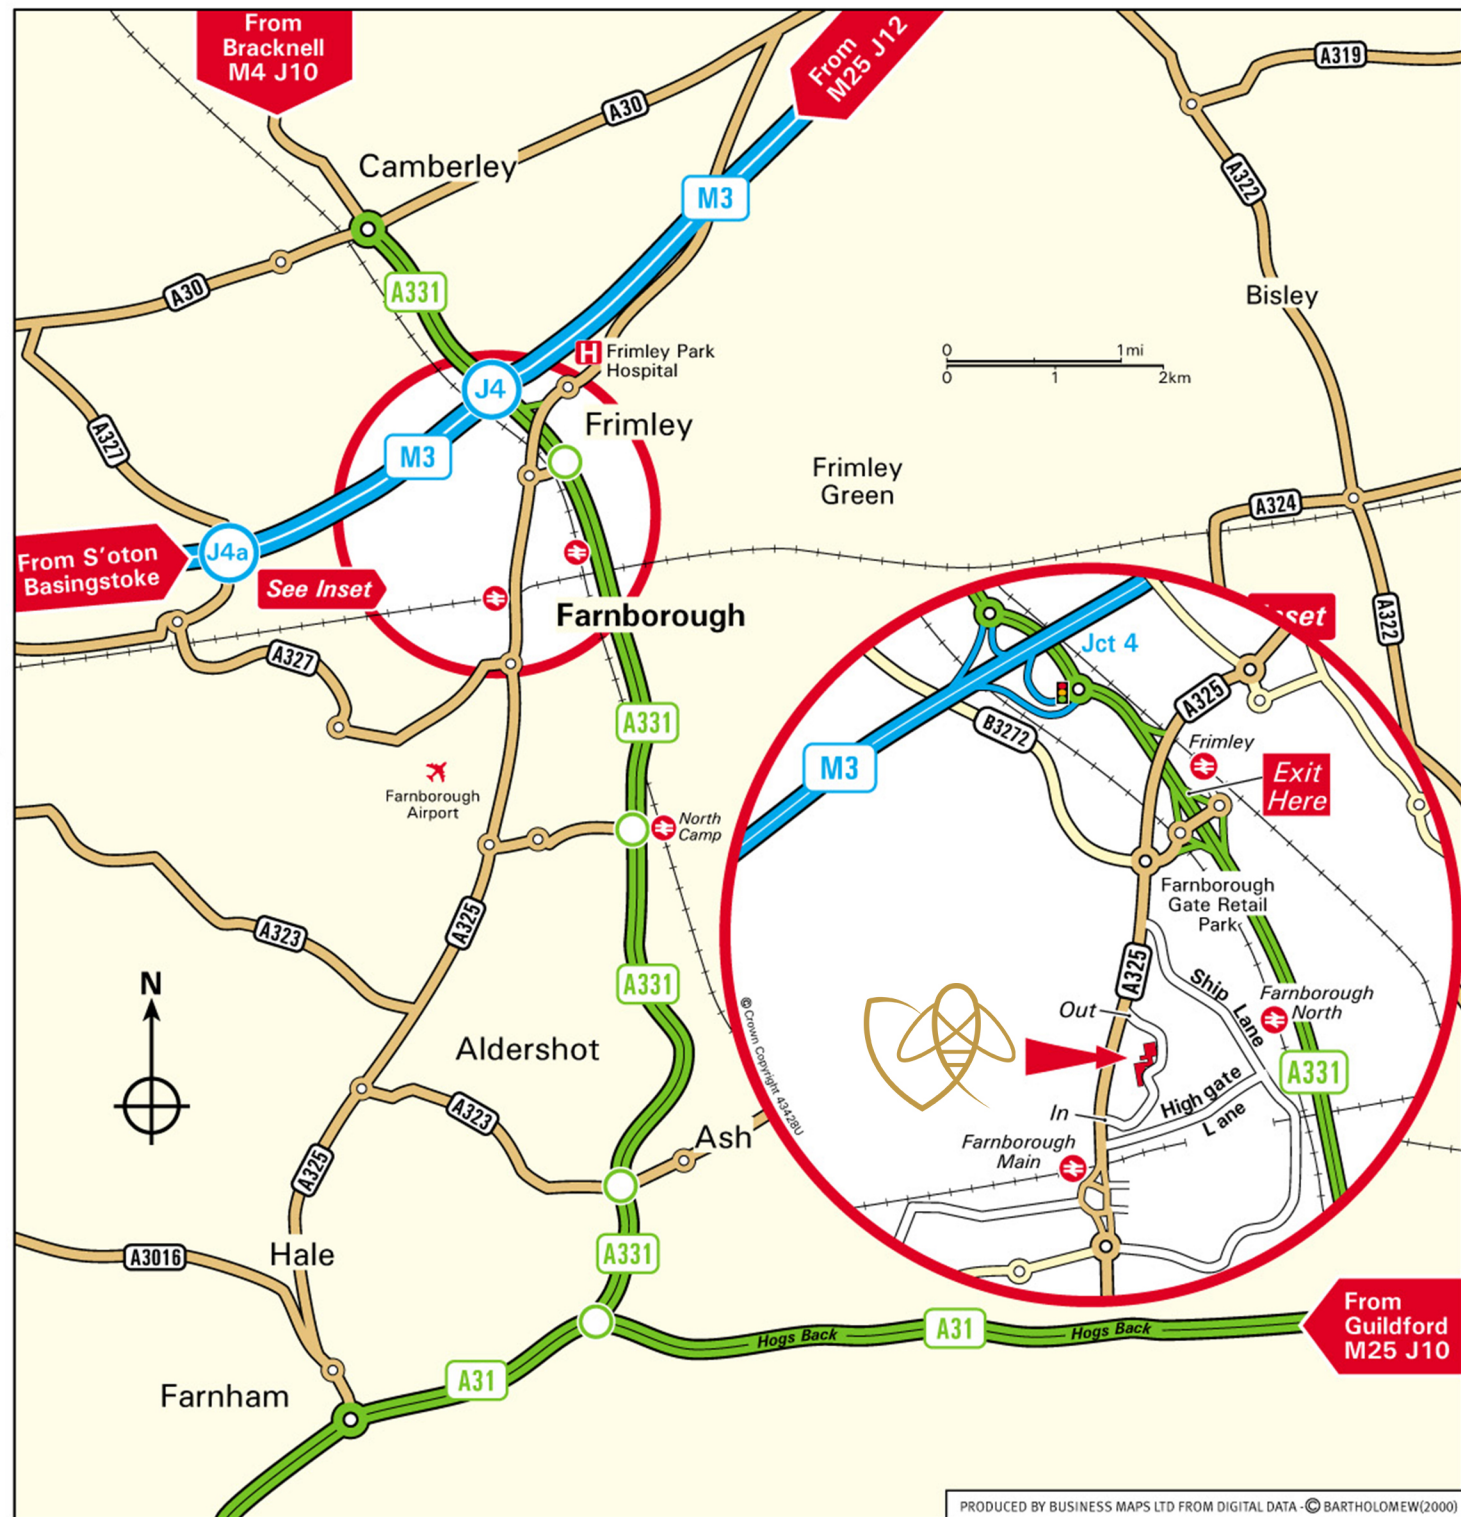 From
Bracknell
M4 J10
From
M25 J12
A319
A30
Camberley
A322
M3
A331
A30
Bisley
H
Frimley Park
Hospital
0
1mi
0
1
2km
J4
Frimley
A327
M3
Frimley
Green
A324
From S'oton
Basingstoke
J4a
See Inset
Farnborough
A322
A327
A331
Farnborough
Airport
North
Camp
A325
A323
A331
N
Aldershot
A323
Ash
A325
A3016
Hale
A331
Farnham
A31
Hogs Back
A31
Hogs Back
From
Guildford
M25 J10
Jct 4
A325
B3272
M3
Frimley
Exit
Here
Farnborough
Gate Retail
Park
A325
Ship
Lane
Out
Farnborough
North
A331
In
Highgate
Lane
Farnborough
Main
© Crown Copyright 43428U
PRODUCED BY BUSINESS MAPS LTD FROM DIGITAL DATA - © BARTHOLOMEW(2000)